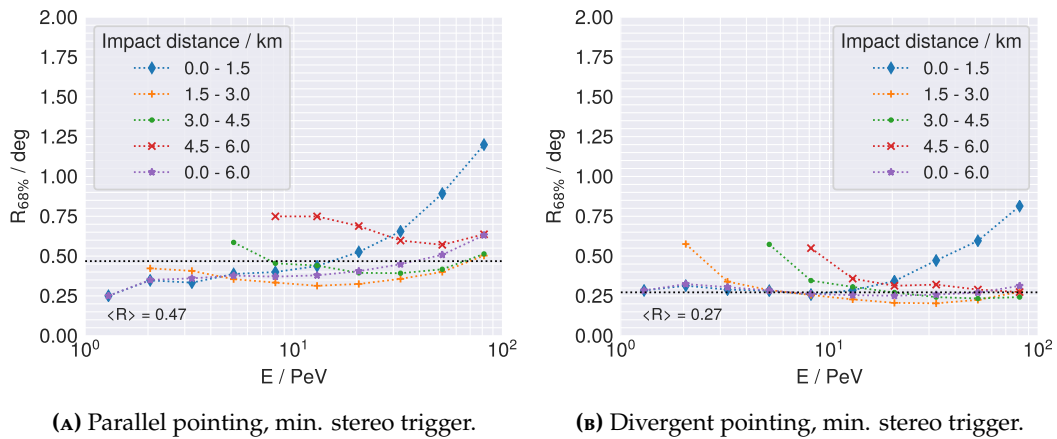 2.00
1.75
1.50
1.25
1.00
0.75
0.50
0.25
0.00
R68% / deg
Impact distance / km
0.0 - 1.5
1.5 - 3.0
3.0 - 4.5
4.5 - 6.0
0.0 - 6.0
<R> = 0.47
10^0 10^1 10^2
E / PeV
(A) Parallel pointing, min. stereo trigger.
2.00
1.75
1.50
1.25
1.00
0.75
0.50
0.25
0.00
R68% / deg
Impact distance / km
0.0 - 1.5
1.5 - 3.0
3.0 - 4.5
4.5 - 6.0
0.0 - 6.0
<R> = 0.27
10^0 10^1 10^2
E / PeV
(B) Divergent pointing, min. stereo trigger.